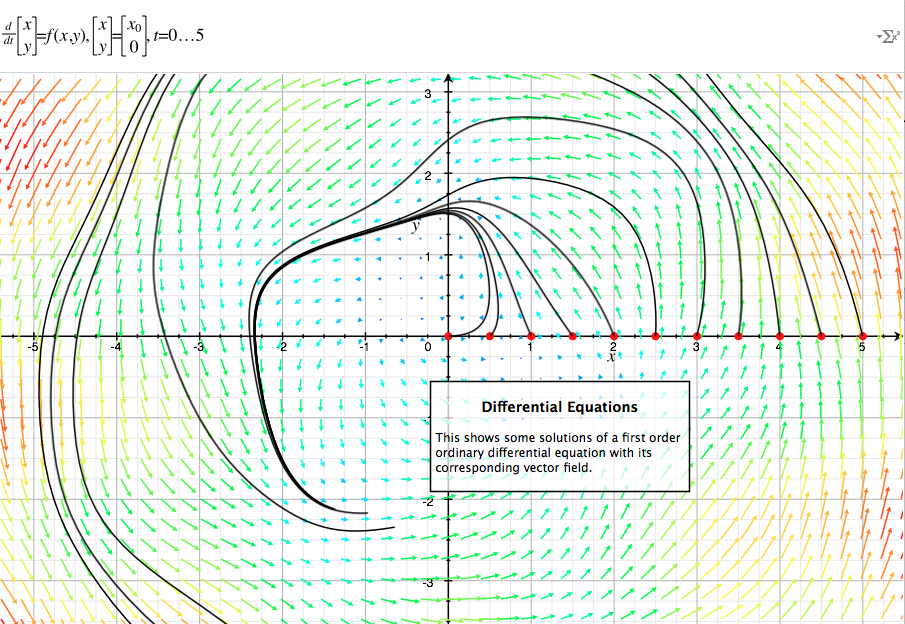 d/dt [x y]=f(x,y), [x y]=[x₀ 0], t=0…5
Σx²
3
2
y
1
-5 -4 -3 -2 -1 0 1 2 3 4 5
x
Differential Equations
This shows some solutions of a first order
ordinary differential equation with its
corresponding vector field.
-2
-3